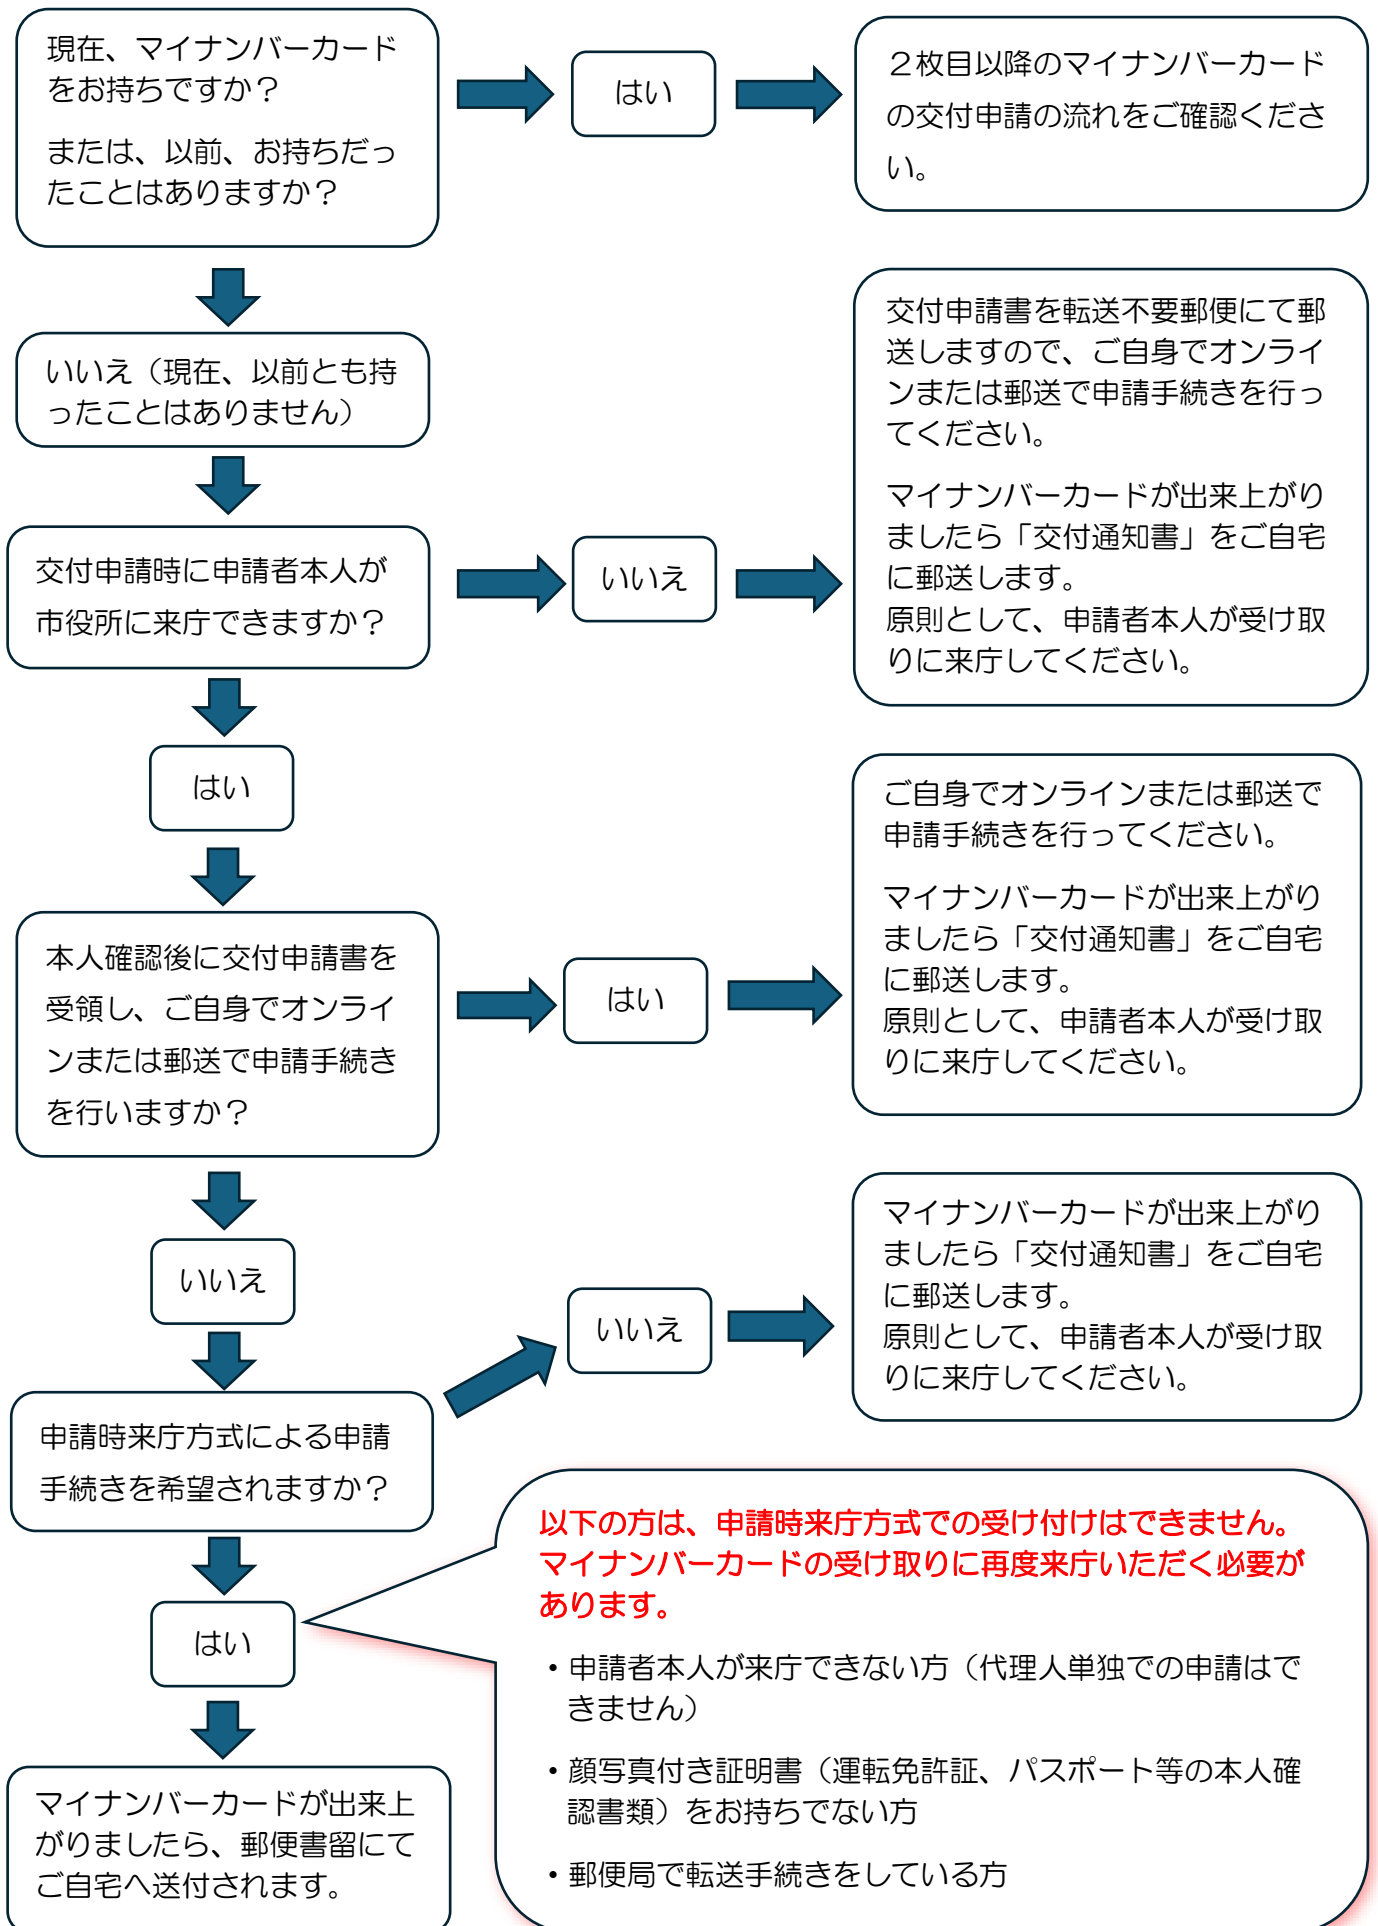 現在、マイナンバーカード
をお持ちですか？
または、以前、お持ちだっ
たことはありますか？
はい
２枚目以降のマイナンバーカード
の交付申請の流れをご確認くださ
い。
いいえ（現在、以前とも持
ったことはありません）
交付申請書を転送不要郵便にて郵
送しますので、ご自身でオンライ
ンまたは郵送で申請手続きを行っ
てください。
マイナンバーカードが出来上がり
ましたら「交付通知書」をご自宅
に郵送します。
原則として、申請者本人が受け取
りに来庁してください。
交付申請時に申請者本人が
市役所に来庁できますか？
いいえ
はい
ご自身でオンラインまたは郵送で
申請手続きを行ってください。
マイナンバーカードが出来上がり
ましたら「交付通知書」をご自宅
に郵送します。
原則として、申請者本人が受け取
りに来庁してください。
本人確認後に交付申請書を
受領し、ご自身でオンライ
ンまたは郵送で申請手続き
を行いますか？
はい
いいえ
いいえ
マイナンバーカードが出来上がり
ましたら「交付通知書」をご自宅
に郵送します。
原則として、申請者本人が受け取
りに来庁してください。
申請時来庁方式による申請
手続きを希望されますか？
はい
以下の方は、申請時来庁方式での受け付けはできません。
マイナンバーカードの受け取りに再度来庁いただく必要が
あります。
・申請者本人が来庁できない方（代理人単独での申請はで
きません）
・顔写真付き証明書（運転免許証、パスポート等の本人確
認書類）をお持ちでない方
・郵便局で転送手続きをしている方
マイナンバーカードが出来上
がりましたら、郵便書留にて
ご自宅へ送付されます。